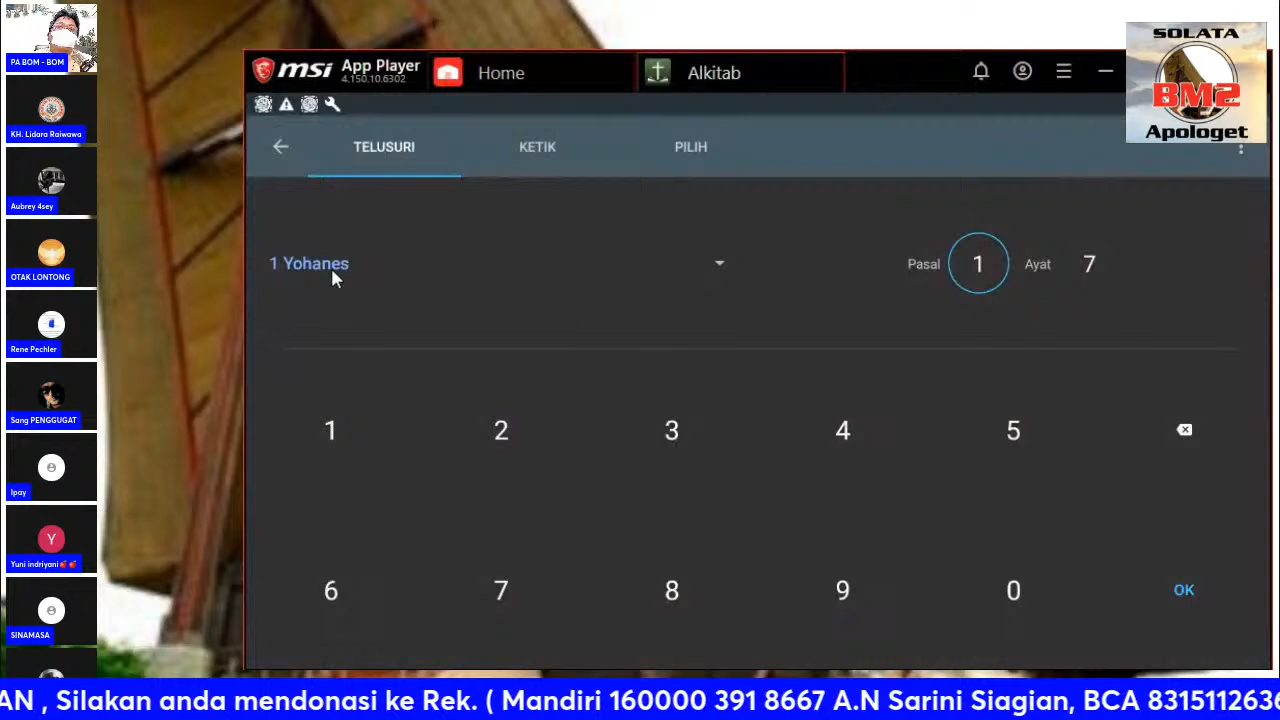 PA BOM - BOM
KH. Lidara Raiwawa
Aubrey 4sey
OTAK LONTONG
Rene Pechler
Sang PENGGUGAT
Ipay
Y
Yuni indriyani🍎🍎
SINAMASA
msi App Player
4.150.10.6302
Home
Alkitab
SOLATA
BM2
Apologet
TELUSURI
KETIK
PILIH
1 Yohanes
Pasal 1 Ayat 7
1 2 3 4 5
6 7 8 9 0 OK
AN , Silakan anda mendonasi ke Rek. ( Mandiri 160000 391 8667 A.N Sarini Siagian, BCA 8315112636